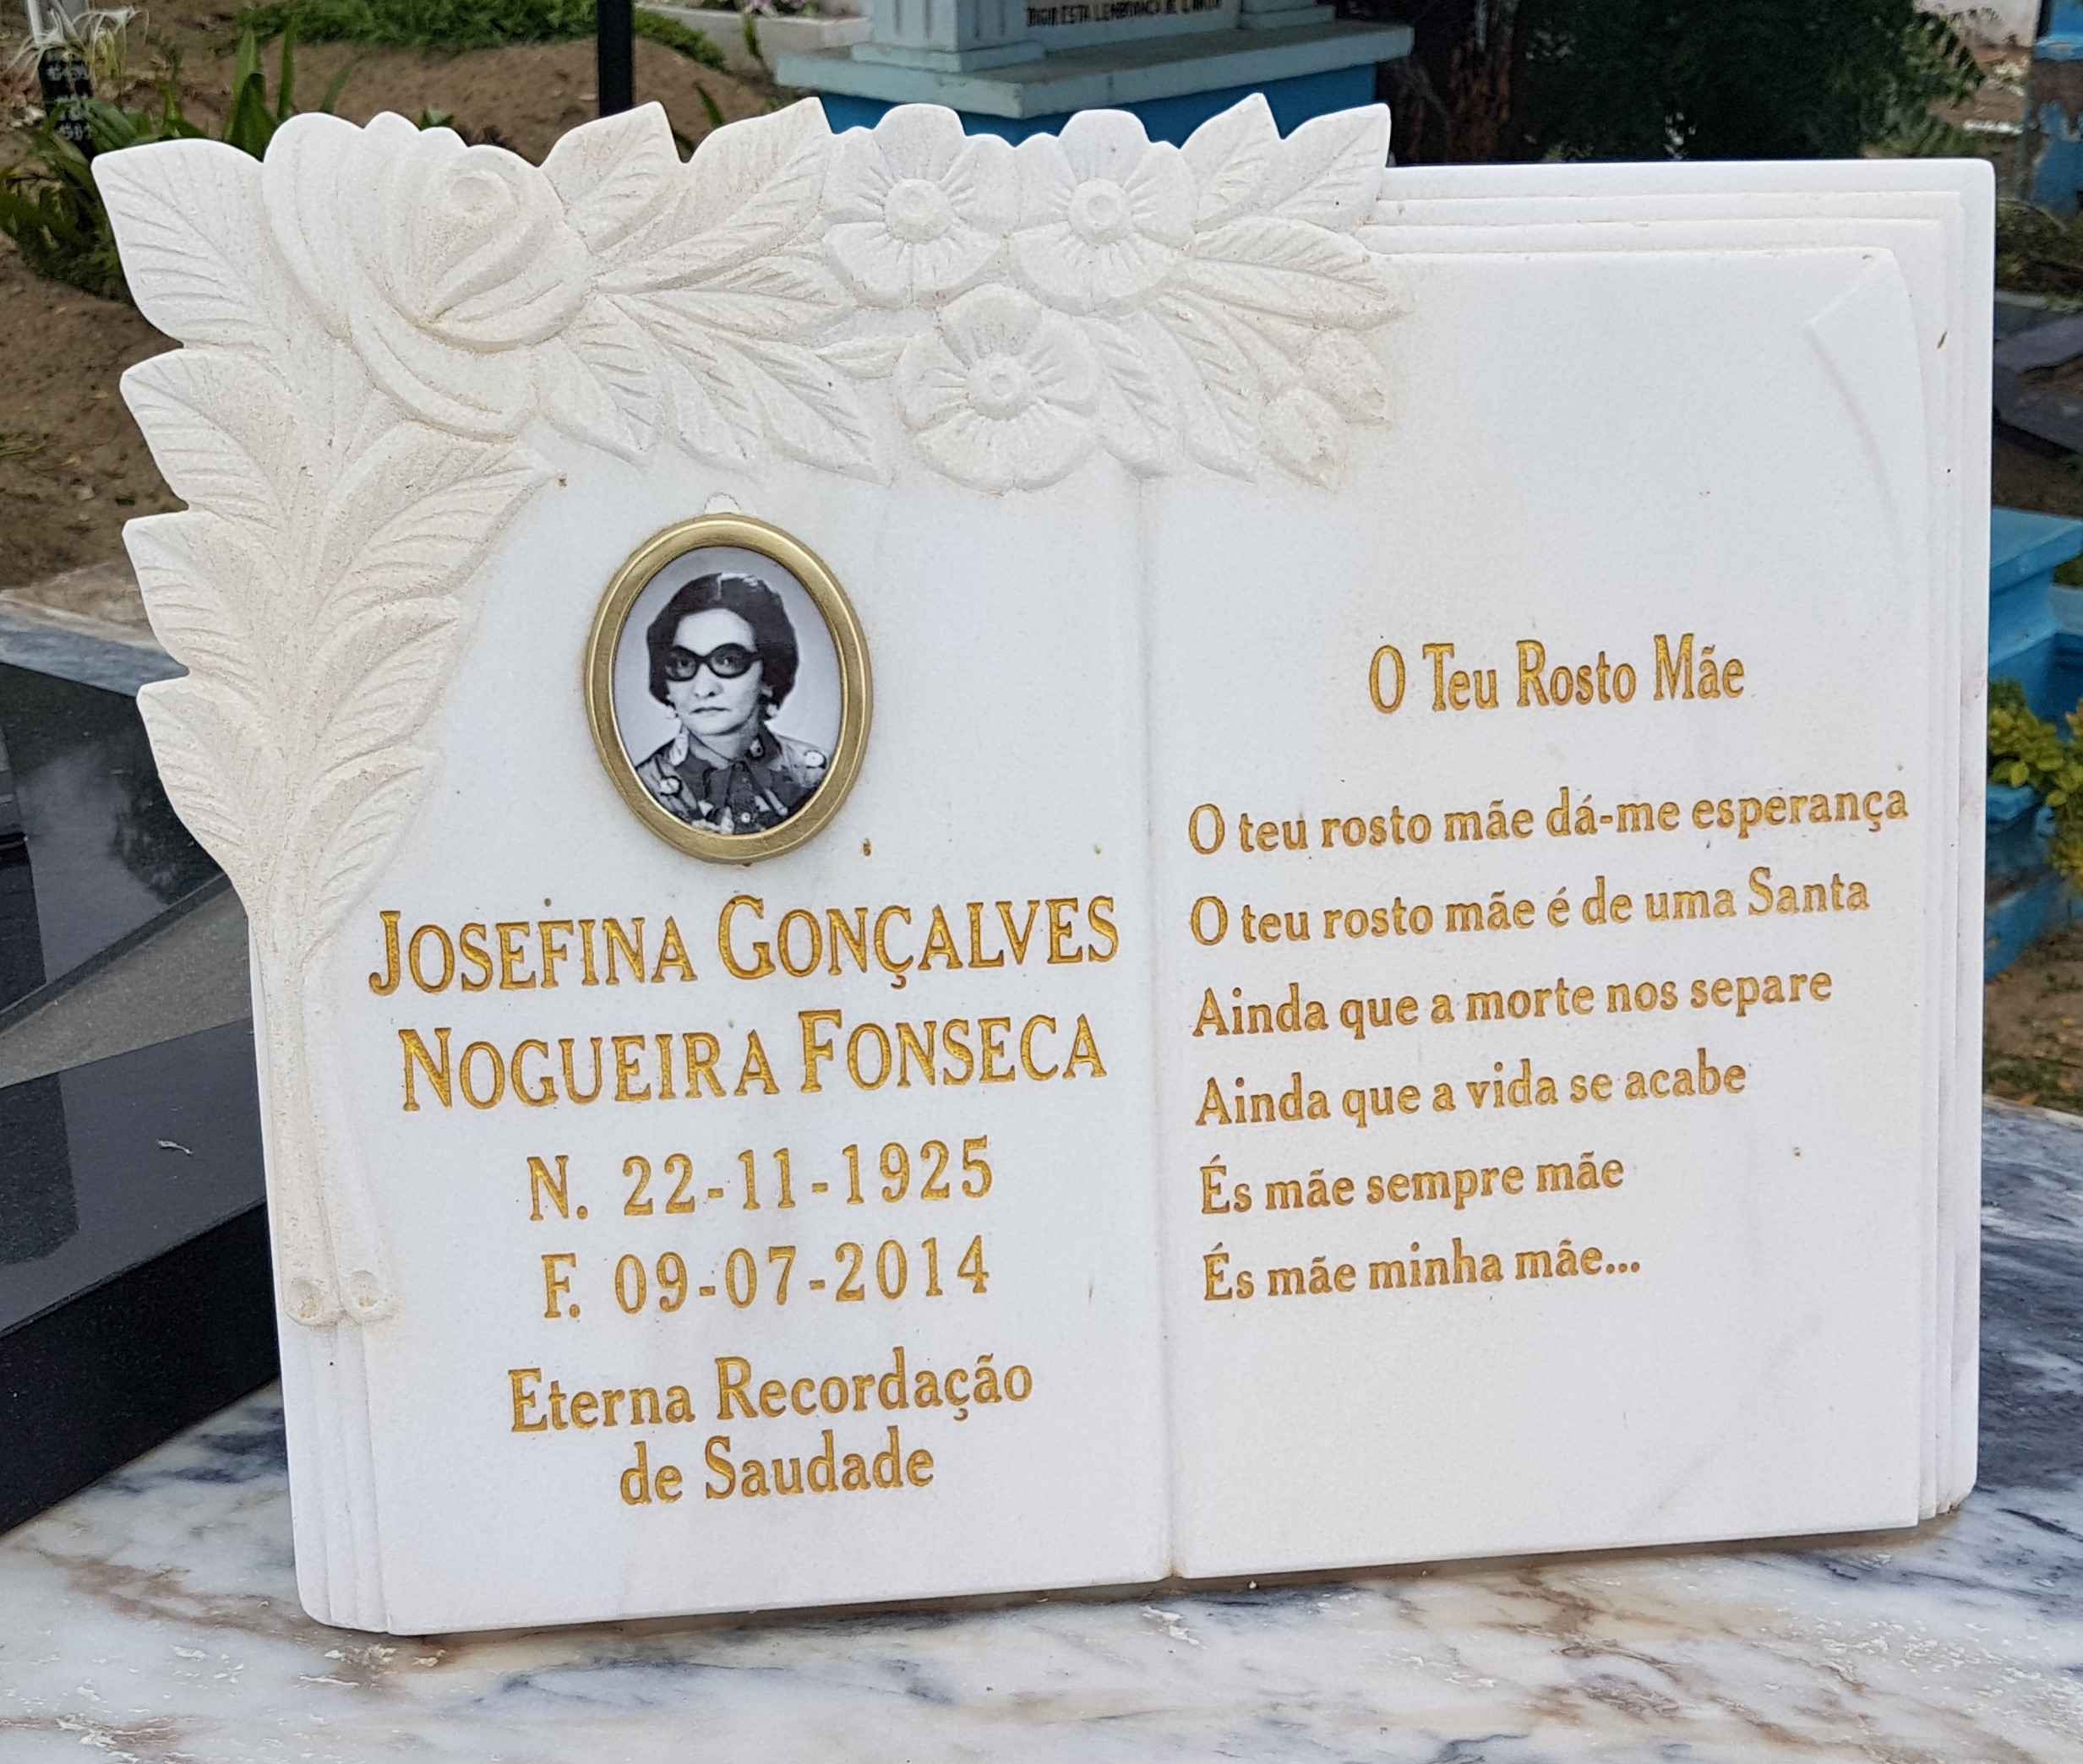 JOSEFINA GONÇALVES
NOGUEIRA FONSECA
N. 22-11-1925
F. 09-07-2014
Eterna Recordação
de Saudade
O Teu Rosto Mãe
O teu rosto mãe dá-me esperança
O teu rosto mãe é de uma Santa
Ainda que a morte nos separe
Ainda que a vida se acabe
És mãe sempre mãe
És mãe minha mãe...